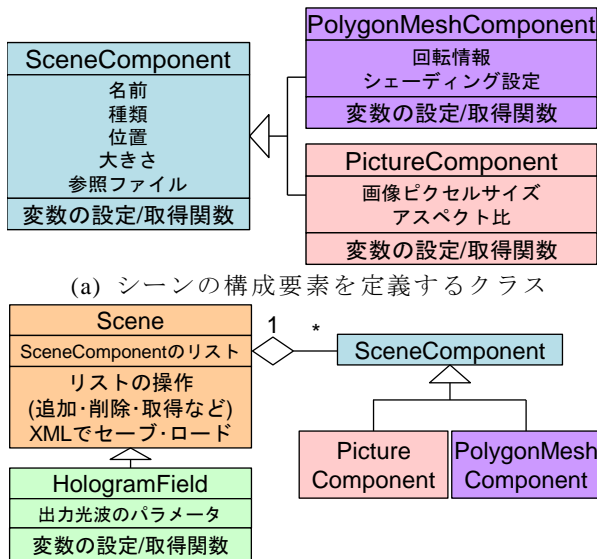 SceneComponent
名前
種類
位置
大きさ
参照ファイル
変数の設定/取得関数
PolygonMeshComponent
回転情報
シェーディング設定
変数の設定/取得関数
PictureComponent
画像ピクセルサイズ
アスペクト比
変数の設定/取得関数
(a) シーンの構成要素を定義するクラス
Scene
SceneComponentのリスト
リストの操作
(追加･削除･取得など)
XMLでセーブ･ロード
1
*
SceneComponent
Picture
Component
PolygonMesh
Component
HologramField
出力光波のパラメータ
変数の設定/取得関数